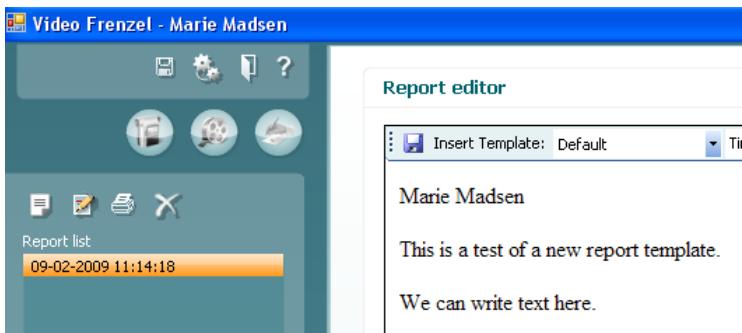 Video Frenzel - Marie Madsen
?
Report editor
Insert Template: Default
Marie Madsen
This is a test of a new report template.
We can write text here.
Report list
09-02-2009 11:14:18